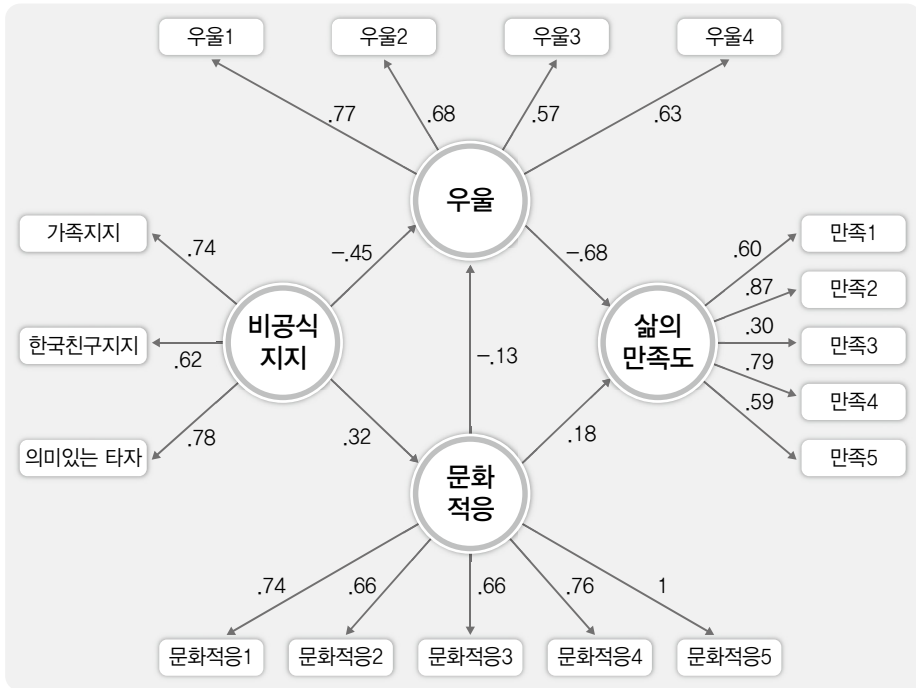 우울1
우울2
우울3
우울4
.77
.68
.57
.63
우울
가족지지
.74
−.45
−.68
.60
만족1
.87
만족2
비공식
지지
한국친구지지
.62
−.13
삶의
만족도
.30
만족3
.79
만족4
.59
만족5
의미있는 타자
.78
.32
.18
문화
적응
.74
.66
.66
.76
1
문화적응1
문화적응2
문화적응3
문화적응4
문화적응5